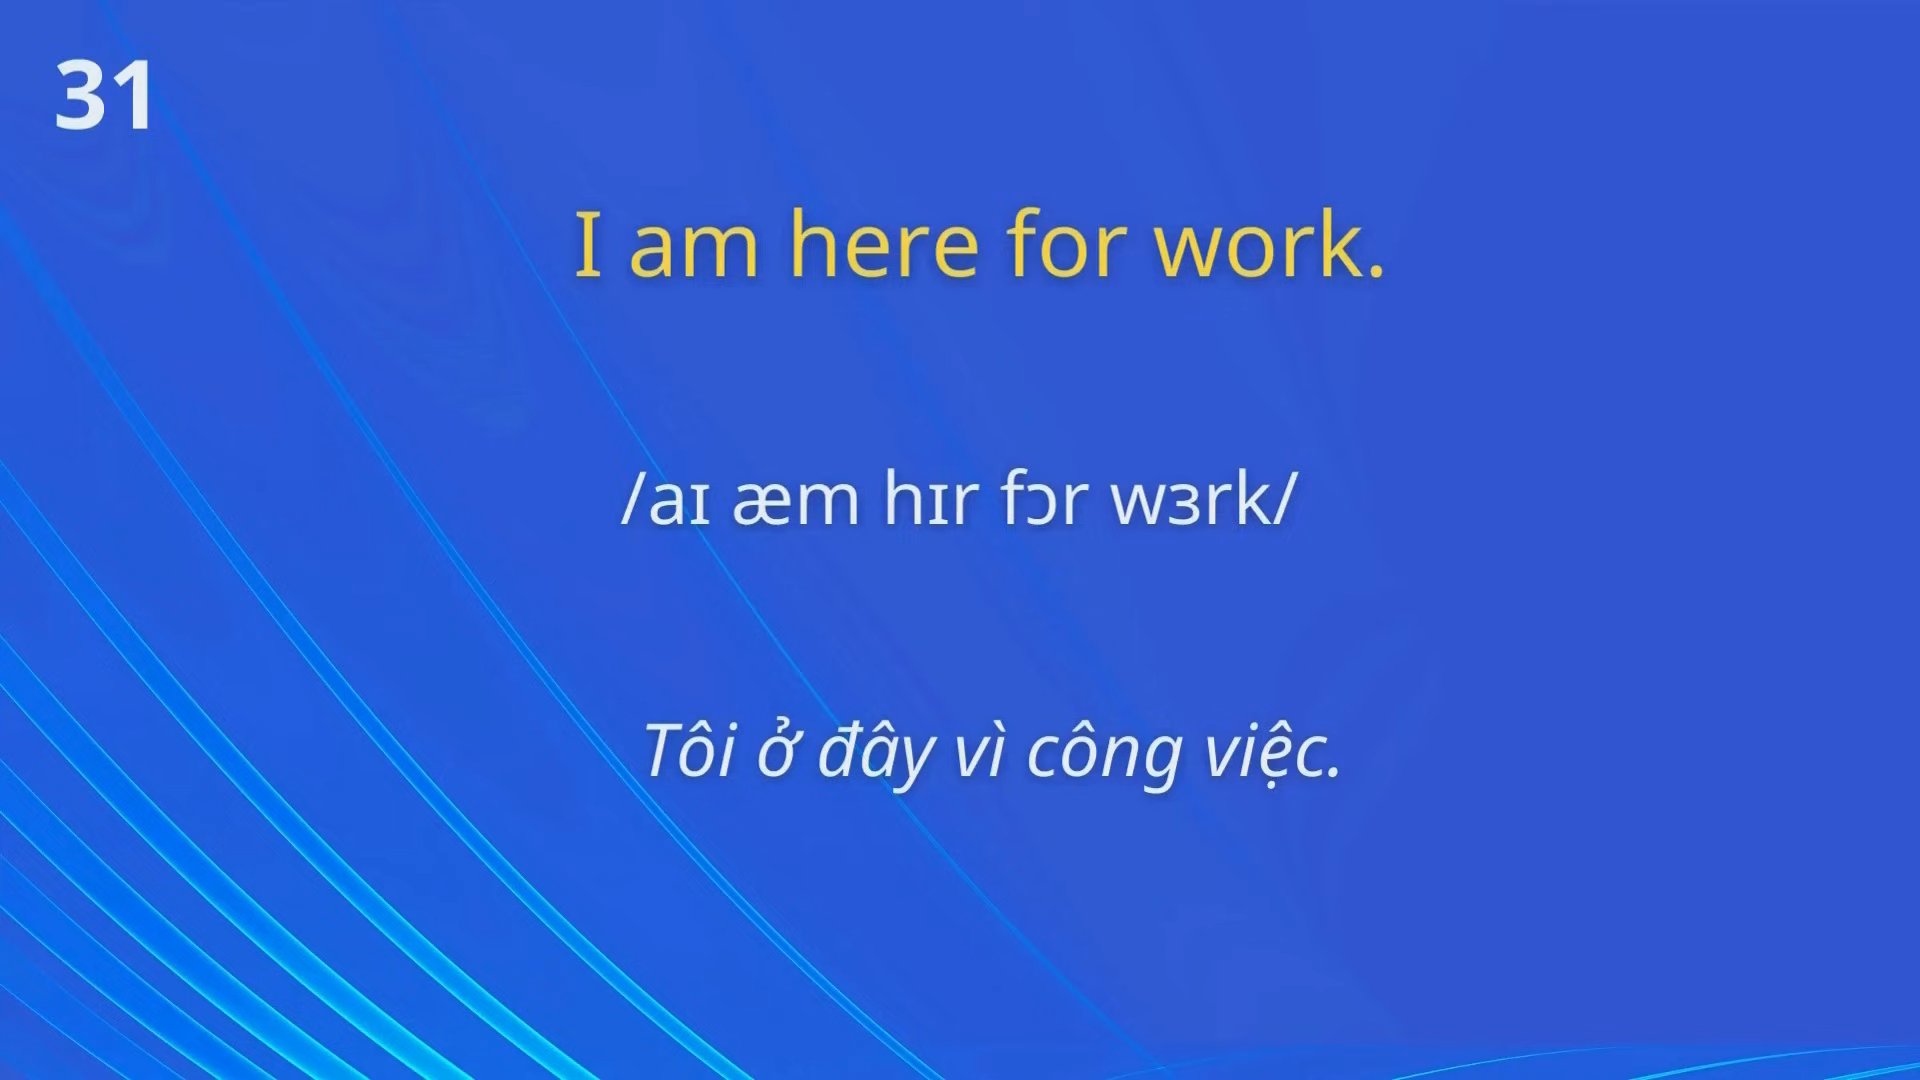 31
I am here for work.
/aɪ æm hɪr fɔr wɜrk/
Tôi ở đây vì công việc.